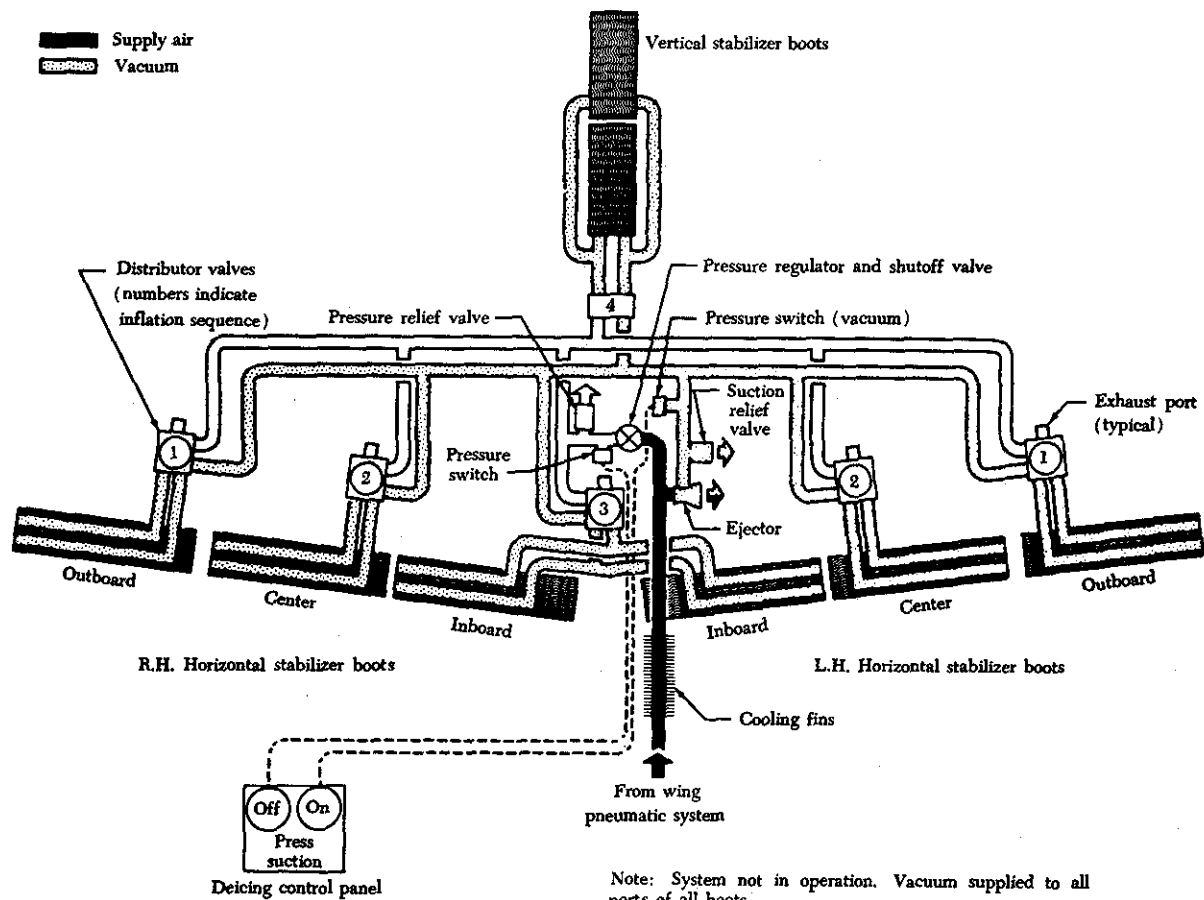 Supply air
Vacuum
Vertical stabilizer boots
Distributor valves
(numbers indicate
inflation sequence)
Pressure relief valve
4
Pressure regulator and shutoff valve
Pressure switch (vacuum)
Suction
relief
valve
Exhaust port
(typical)
1
2
Pressure
switch
3
Ejector
2
1
Outboard
Center
Inboard
Inboard
Center
Outboard
R.H. Horizontal stabilizer boots
L.H. Horizontal stabilizer boots
Cooling fins
From wing
pneumatic system
Off
On
Press
suction
Deicing control panel
Note: System not in operation. Vacuum supplied to all
ports of all boots